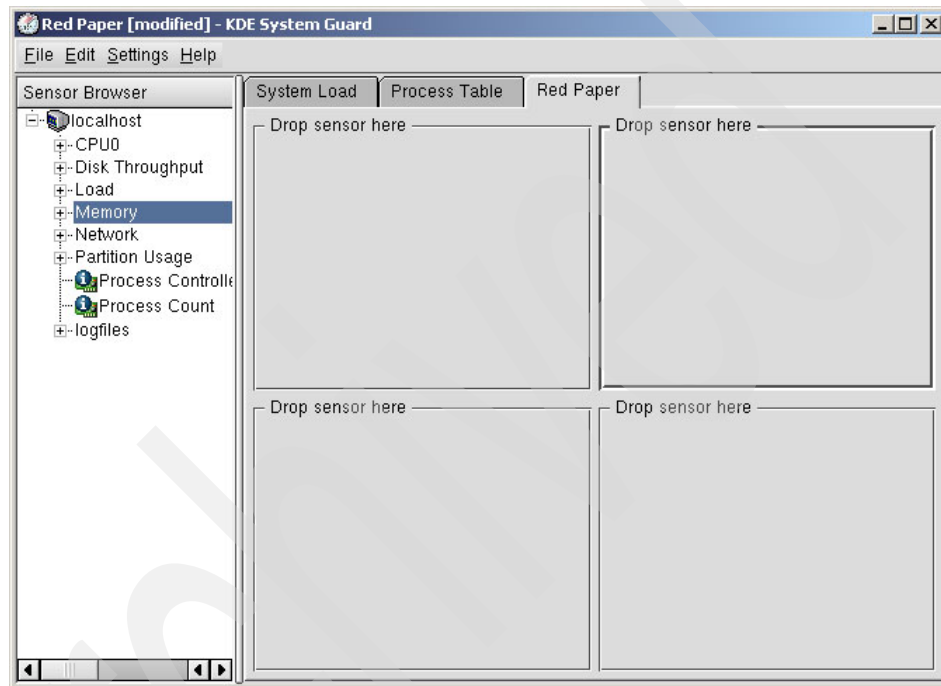 Red Paper [modified] - KDE System Guard
File Edit Settings Help
Sensor Browser
localhost
CPU0
Disk Throughput
Load
Memory
Network
Partition Usage
Process Controlle
Process Count
logfiles
System Load Process Table Red Paper
Drop sensor here Drop sensor here
Drop sensor here Drop sensor here